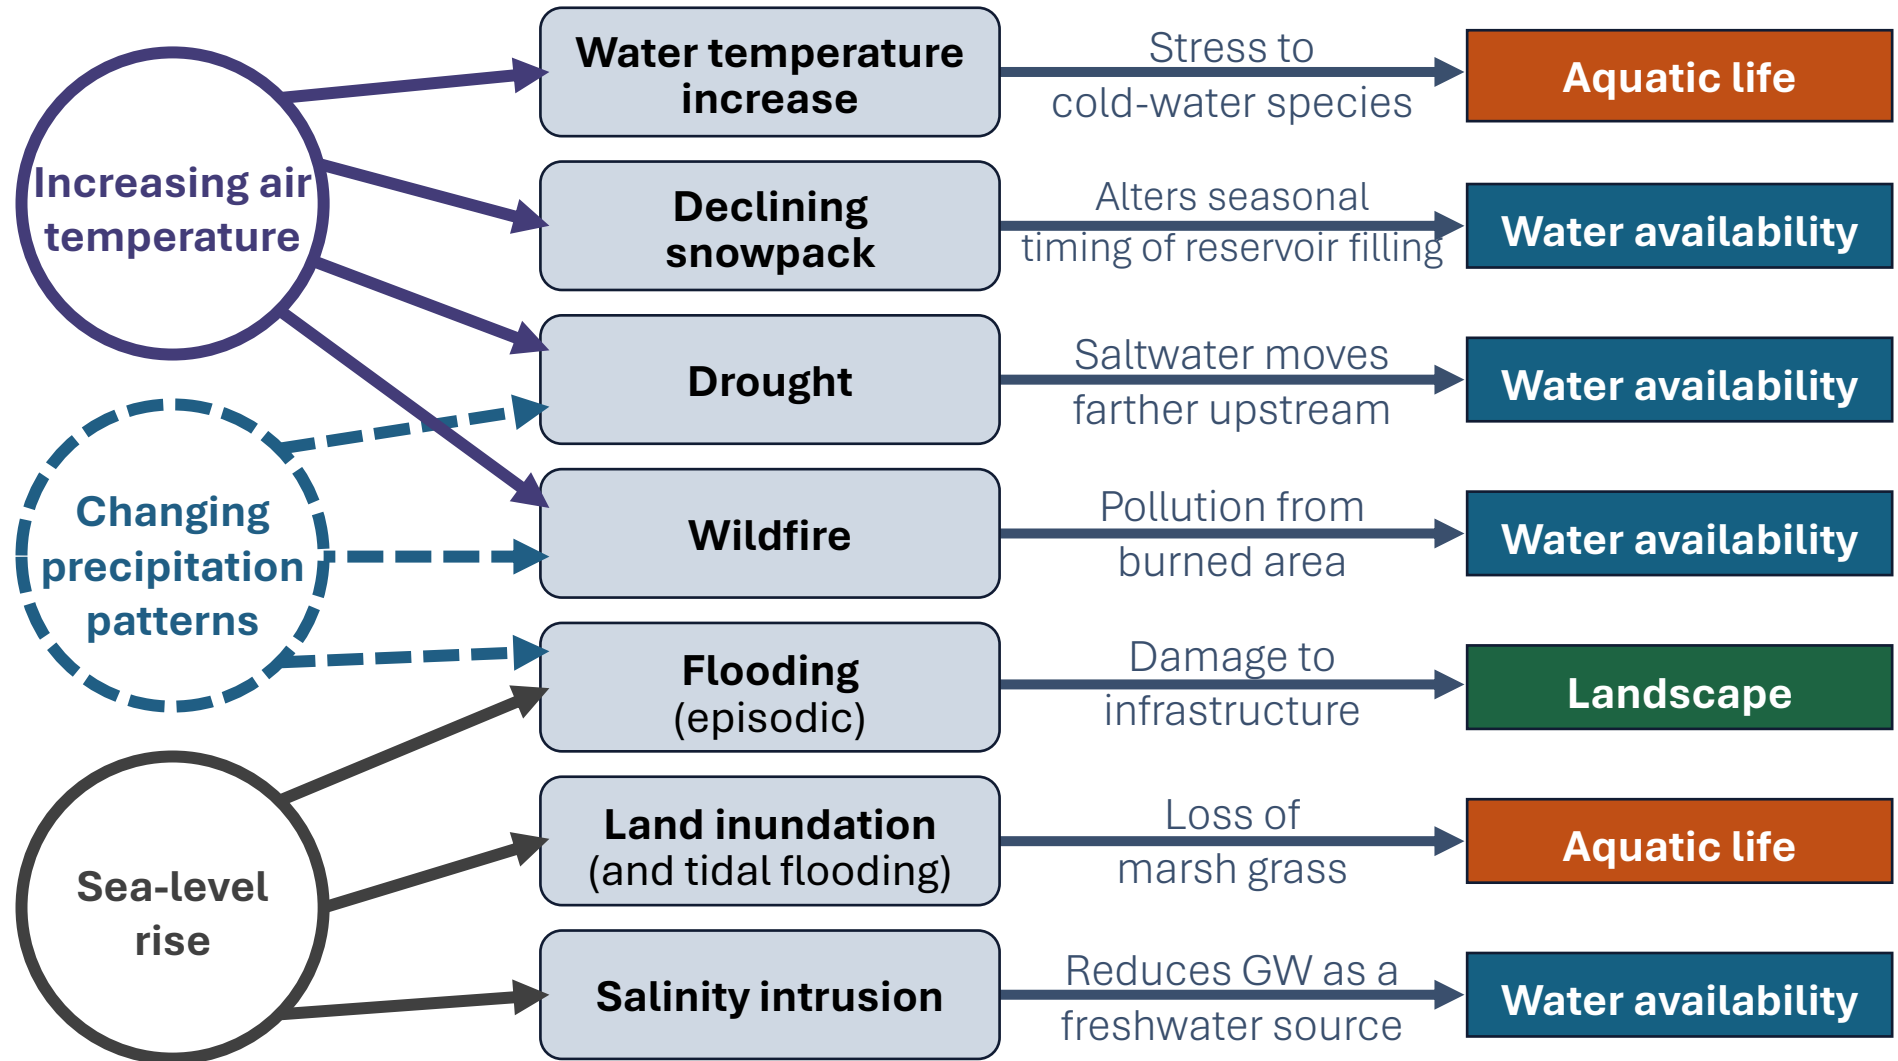 Increasing air
temperature
Changing
precipitation
patterns
Sea-level
rise
Water temperature
increase
Stress to
cold-water species
Aquatic life
Declining
snowpack
Alters seasonal
timing of reservoir filling
Water availability
Drought
Saltwater moves
farther upstream
Water availability
Wildfire
Pollution from
burned area
Water availability
Flooding
(episodic)
Damage to
infrastructure
Landscape
Land inundation
(and tidal flooding)
Loss of
marsh grass
Aquatic life
Salinity intrusion
Reduces GW as a
freshwater source
Water availability